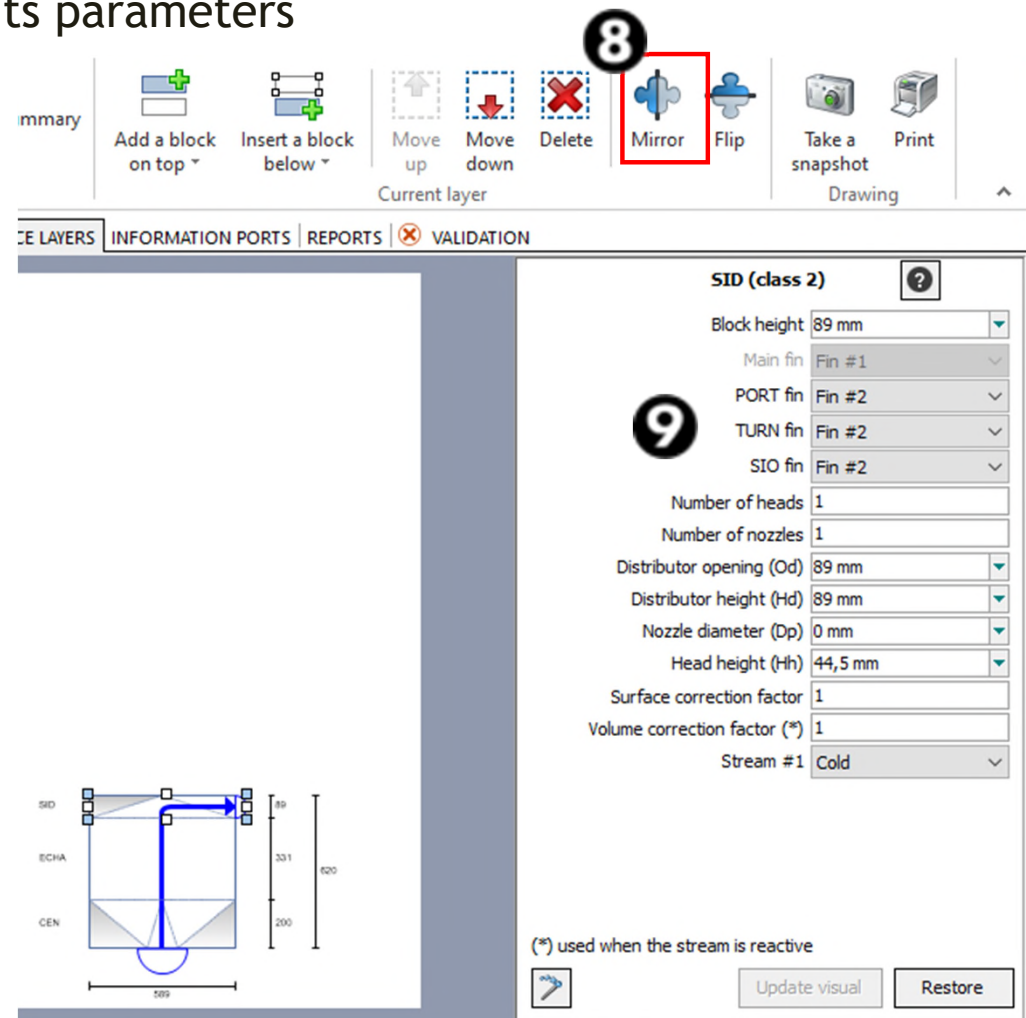 ts parameters
8
mmary
Add a block on top
Insert a block below
Move up
Move down
Delete
Mirror
Flip
Take a snapshot
Print
Current layer
Drawing
CE LAYERS INFORMATION PORTS REPORTS VALIDATION
SID (class 2) ?
Block height 89 mm
Main fin Fin #1
9
PORT fin Fin #2
TURN fin Fin #2
SIO fin Fin #2
Number of heads 1
Number of nozzles 1
Distributor opening (Od) 89 mm
Distributor height (Hd) 89 mm
Nozzle diameter (Dp) 0 mm
Head height (Hh) 44,5 mm
Surface correction factor 1
Volume correction factor (*) 1
Stream #1 Cold
SID 89
ECHA 331
620
CEN 200
589
(*) used when the stream is reactive
Update visual Restore